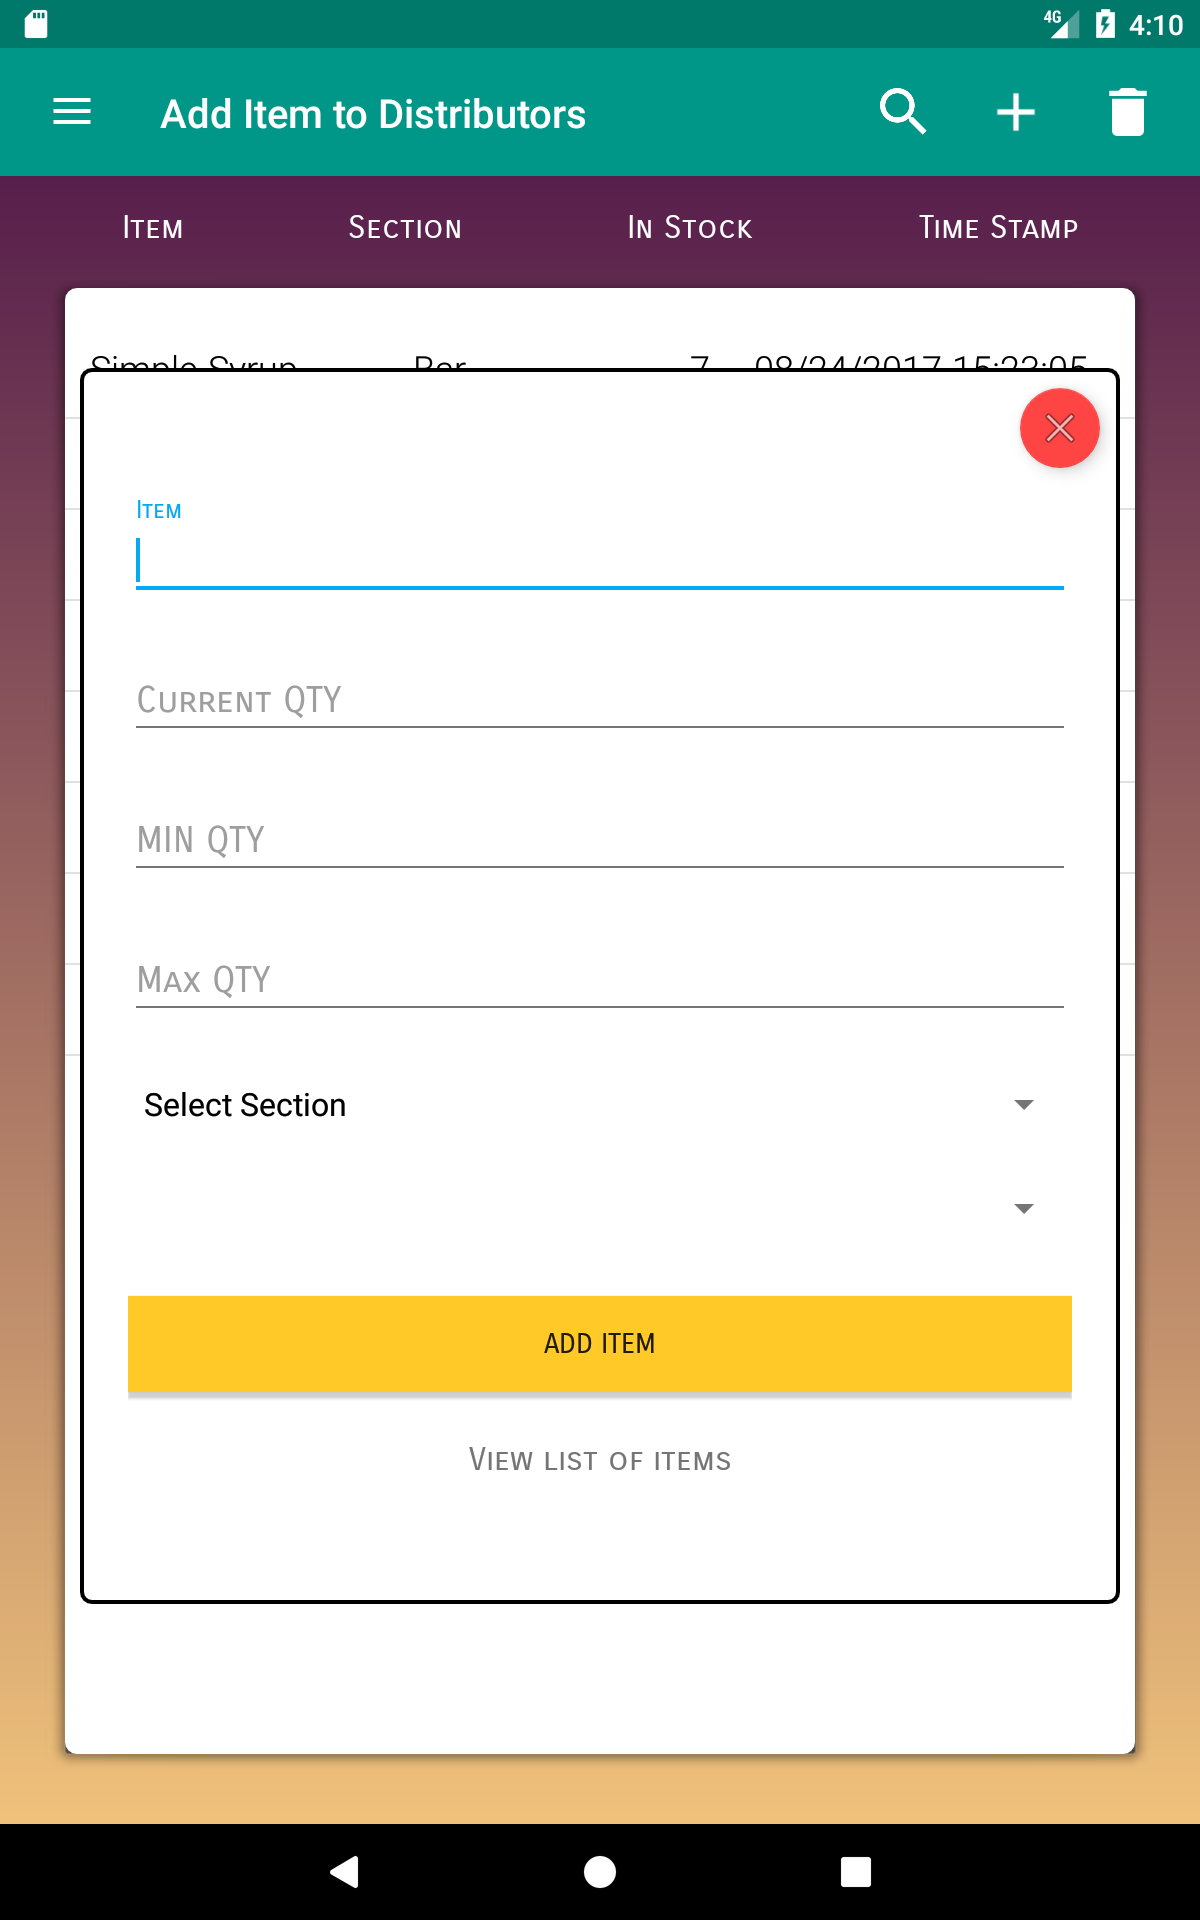 4G 4:10
Add Item to Distributors
Item Section In Stock Time Stamp
Simple Syrup Bar 7 08/24/2017 15:23:05
Item
Current QTY
MIN QTY
Max QTY
Select Section
ADD ITEM
View list of items